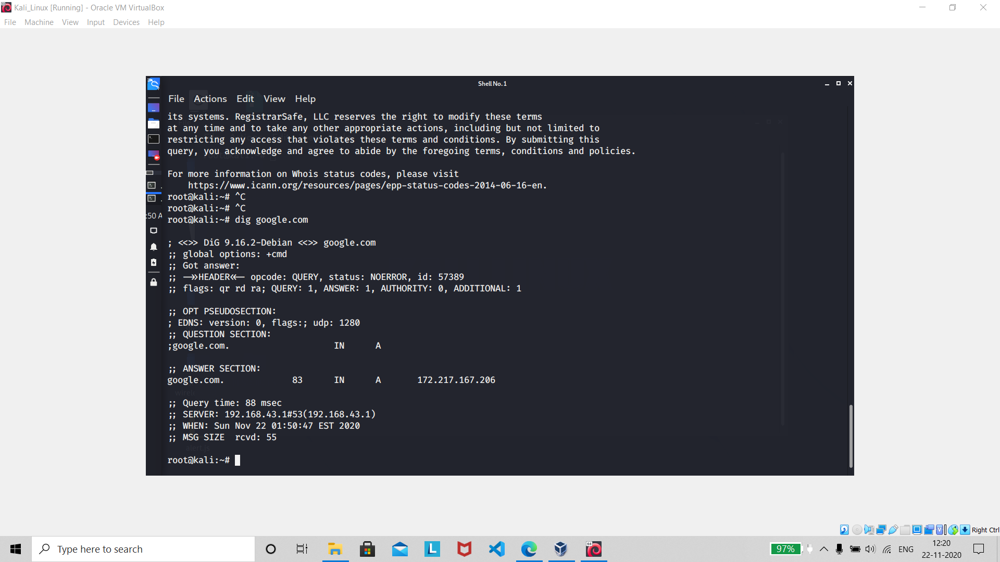 Kali_Linux [Running] - Oracle VM VirtualBox
File Machine View Input Devices Help
Shell No.1
File Actions Edit View Help
its systems. RegistrarSafe, LLC reserves the right to modify these terms
at any time and to take any other appropriate actions, including but not limited to
restricting any access that violates these terms and conditions. By submitting this
query, you acknowledge and agree to abide by the foregoing terms, conditions and policies.
For more information on Whois status codes, please visit
https://www.icann.org/resources/pages/epp-status-codes-2014-06-16-en.
root@kali:~# ^C
root@kali:~# ^C
:50 A
root@kali:~# dig google.com
; <<>> DiG 9.16.2-Debian <<>> google.com
;; global options: +cmd
;; Got answer:
;; ->>HEADER<<- opcode: QUERY, status: NOERROR, id: 57389
;; flags: qr rd ra; QUERY: 1, ANSWER: 1, AUTHORITY: 0, ADDITIONAL: 1
;; OPT PSEUDOSECTION:
; EDNS: version: 0, flags:; udp: 1280
;; QUESTION SECTION:
;google.com. IN A
;; ANSWER SECTION:
google.com. 83 IN A 172.217.167.206
;; Query time: 88 msec
;; SERVER: 192.168.43.1#53(192.168.43.1)
;; WHEN: Sun Nov 22 01:50:47 EST 2020
;; MSG SIZE rcvd: 55
alert.js
root@kali:~#
Right Ctrl
Type here to search
97%
ENG
12:20
22-11-2020